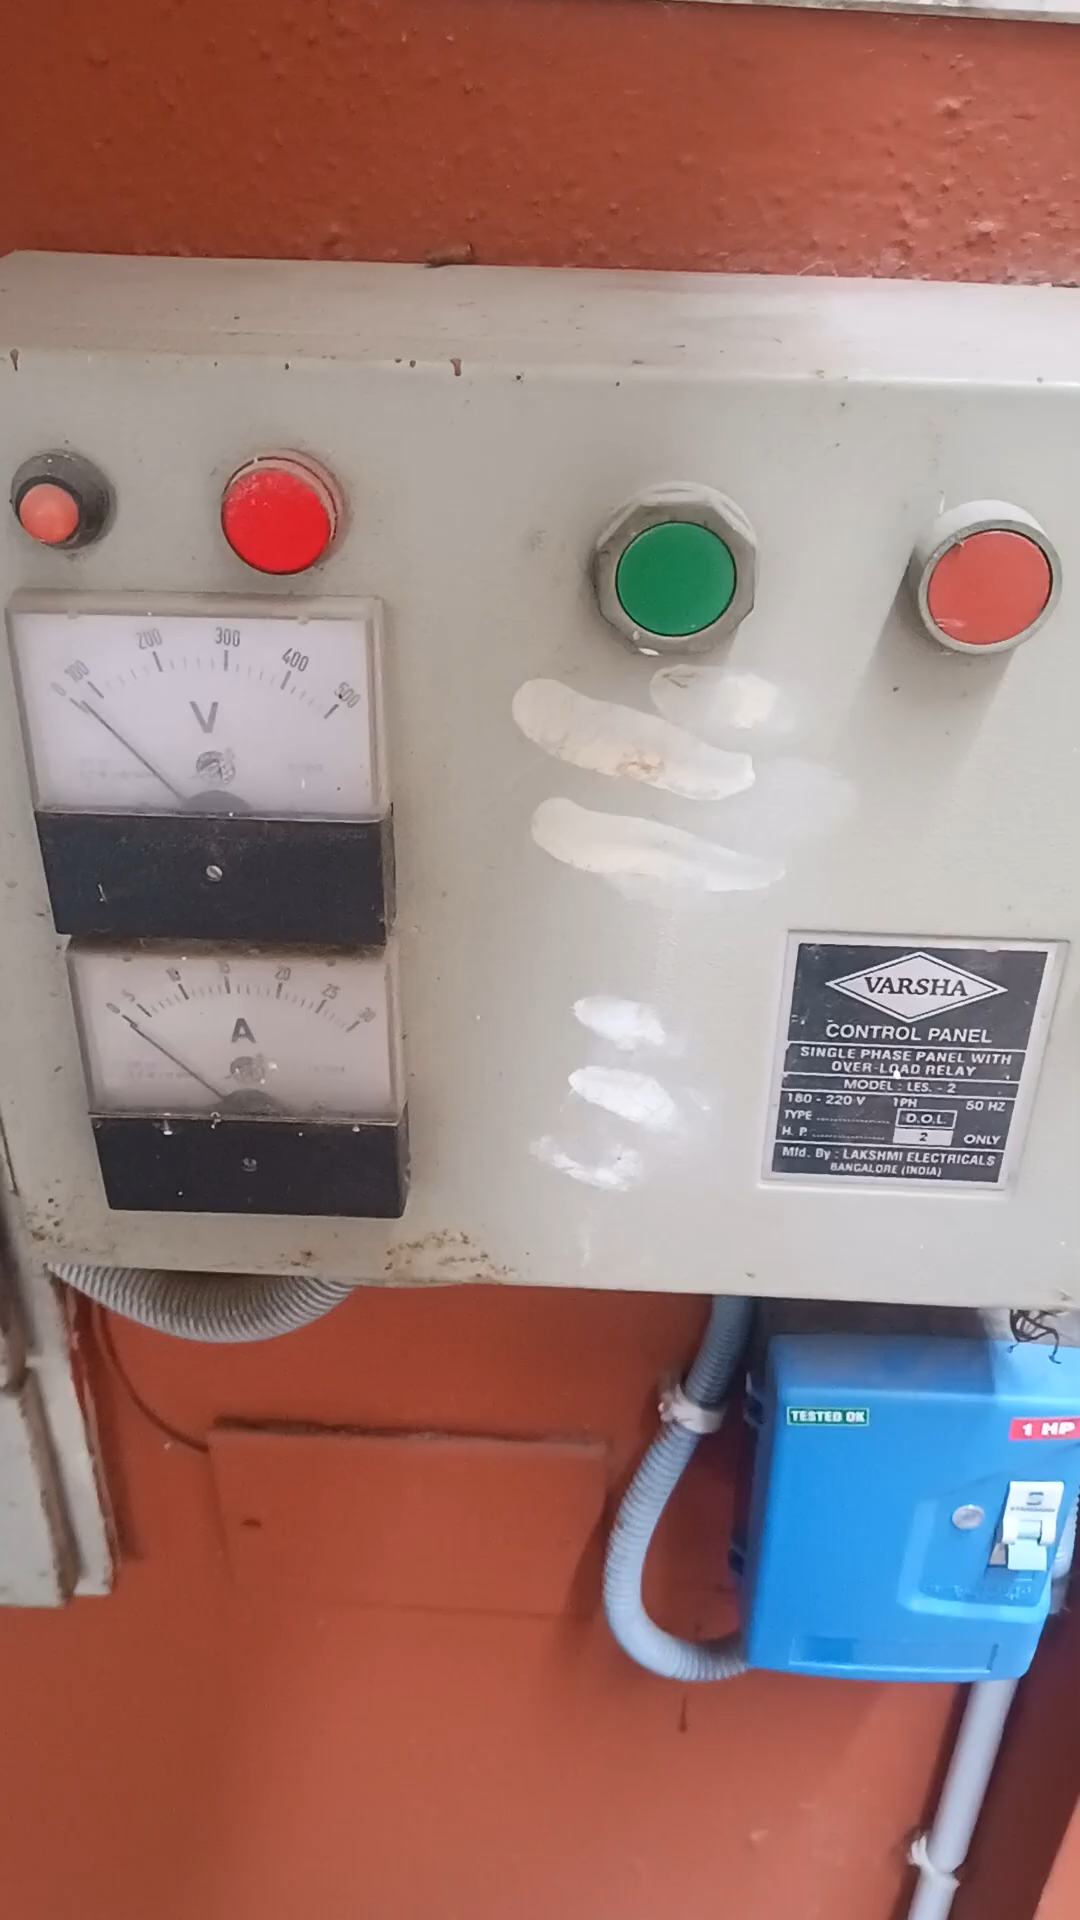 0 100 200 300 400 500
V
0 5 10 15 20 25 30
A
VARSHA
CONTROL PANEL
SINGLE PHASE PANEL WITH
OVER-LOAD RELAY
MODEL : LES. - 2
180 - 220 V 1PH 50 HZ
TYPE .................. D.O.L.
H. P. .................. 2 ONLY
Mfd. By : LAKSHMI ELECTRICALS
BANGALORE (INDIA)
TESTED OK
1 HP